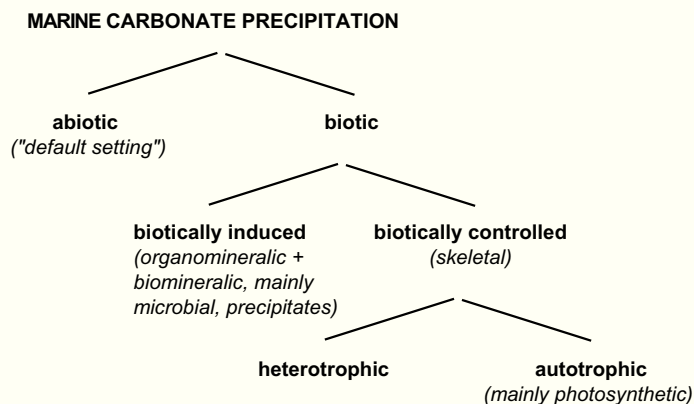 MARINE CARBONATE PRECIPITATION
abiotic
("default setting")
biotic
biotically induced
(organomineralic +
biomineralic, mainly
microbial, precipitates)
biotically controlled
(skeletal)
heterotrophic
autotrophic
(mainly photosynthetic)